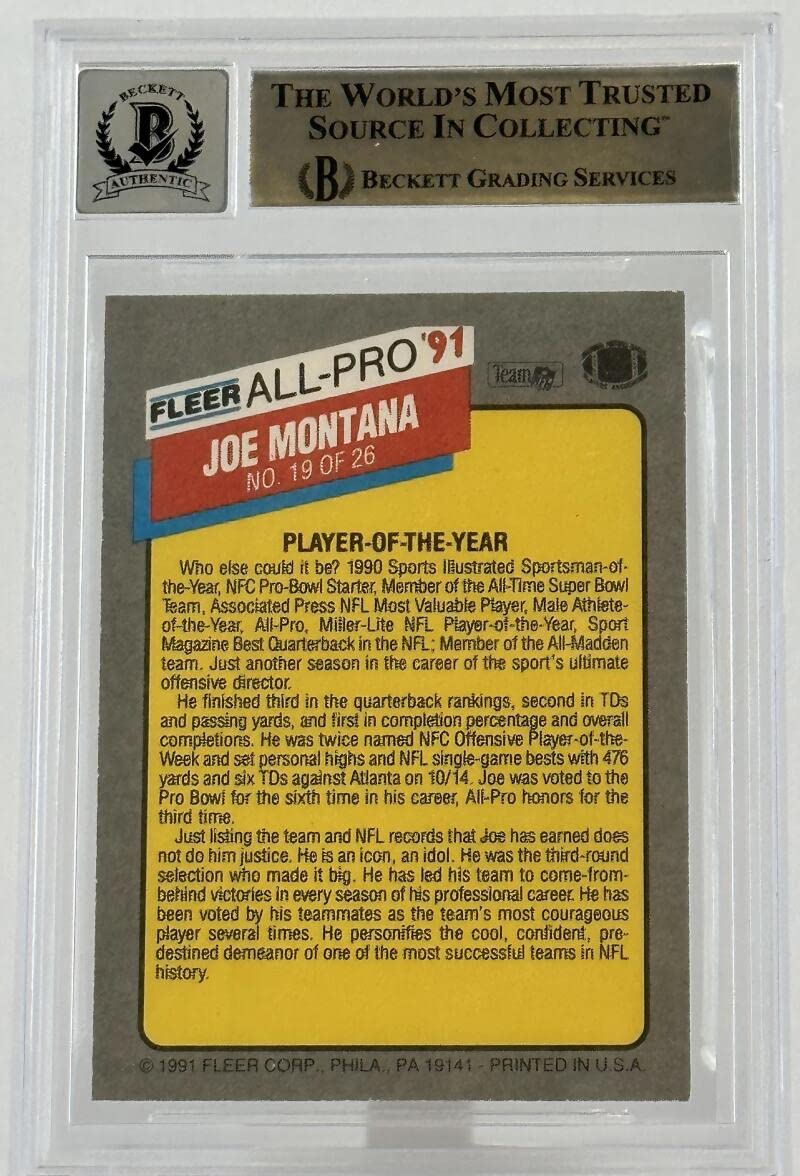 BECKETT
B
AUTHENTIC
THE WORLD'S MOST TRUSTED
SOURCE IN COLLECTING™
B BECKETT GRADING SERVICES
FLEER ALL-PRO '91
Team NFL
JOE MONTANA
NO. 19 OF 26
PLAYER-OF-THE-YEAR
Who else could it be? 1990 Sports Illustrated Sportsman-of-
the-Year, NFC Pro-Bowl Starter, Member of the All-Time Super Bowl
Team, Associated Press NFL Most Valuable Player, Male Athlete-
of-the-Year, All-Pro, Miller-Lite NFL Player-of-the-Year, Sport
Magazine Best Quarterback in the NFL; Member of the All-Madden
team. Just another season in the career of the sport's ultimate
offensive director.
He finished third in the quarterback rankings, second in TDs
and passing yards, and first in completion percentage and overall
completions. He was twice named NFC Offensive Player-of-the-
Week and set personal highs and NFL single-game bests with 476
yards and six TDs against Atlanta on 10/14. Joe was voted to the
Pro Bowl for the sixth time in his career, All-Pro honors for the
third time.
Just listing the team and NFL records that Joe has earned does
not do him justice. He is an icon, an idol. He was the third-round
selection who made it big. He has led his team to come-from-
behind victories in every season of his professional career. He has
been voted by his teammates as the team's most courageous
player several times. He personifies the cool, confident, pre-
destined demeanor of one of the most successful teams in NFL
history.
© 1991 FLEER CORP., PHILA., PA 19141 - PRINTED IN U.S.A.